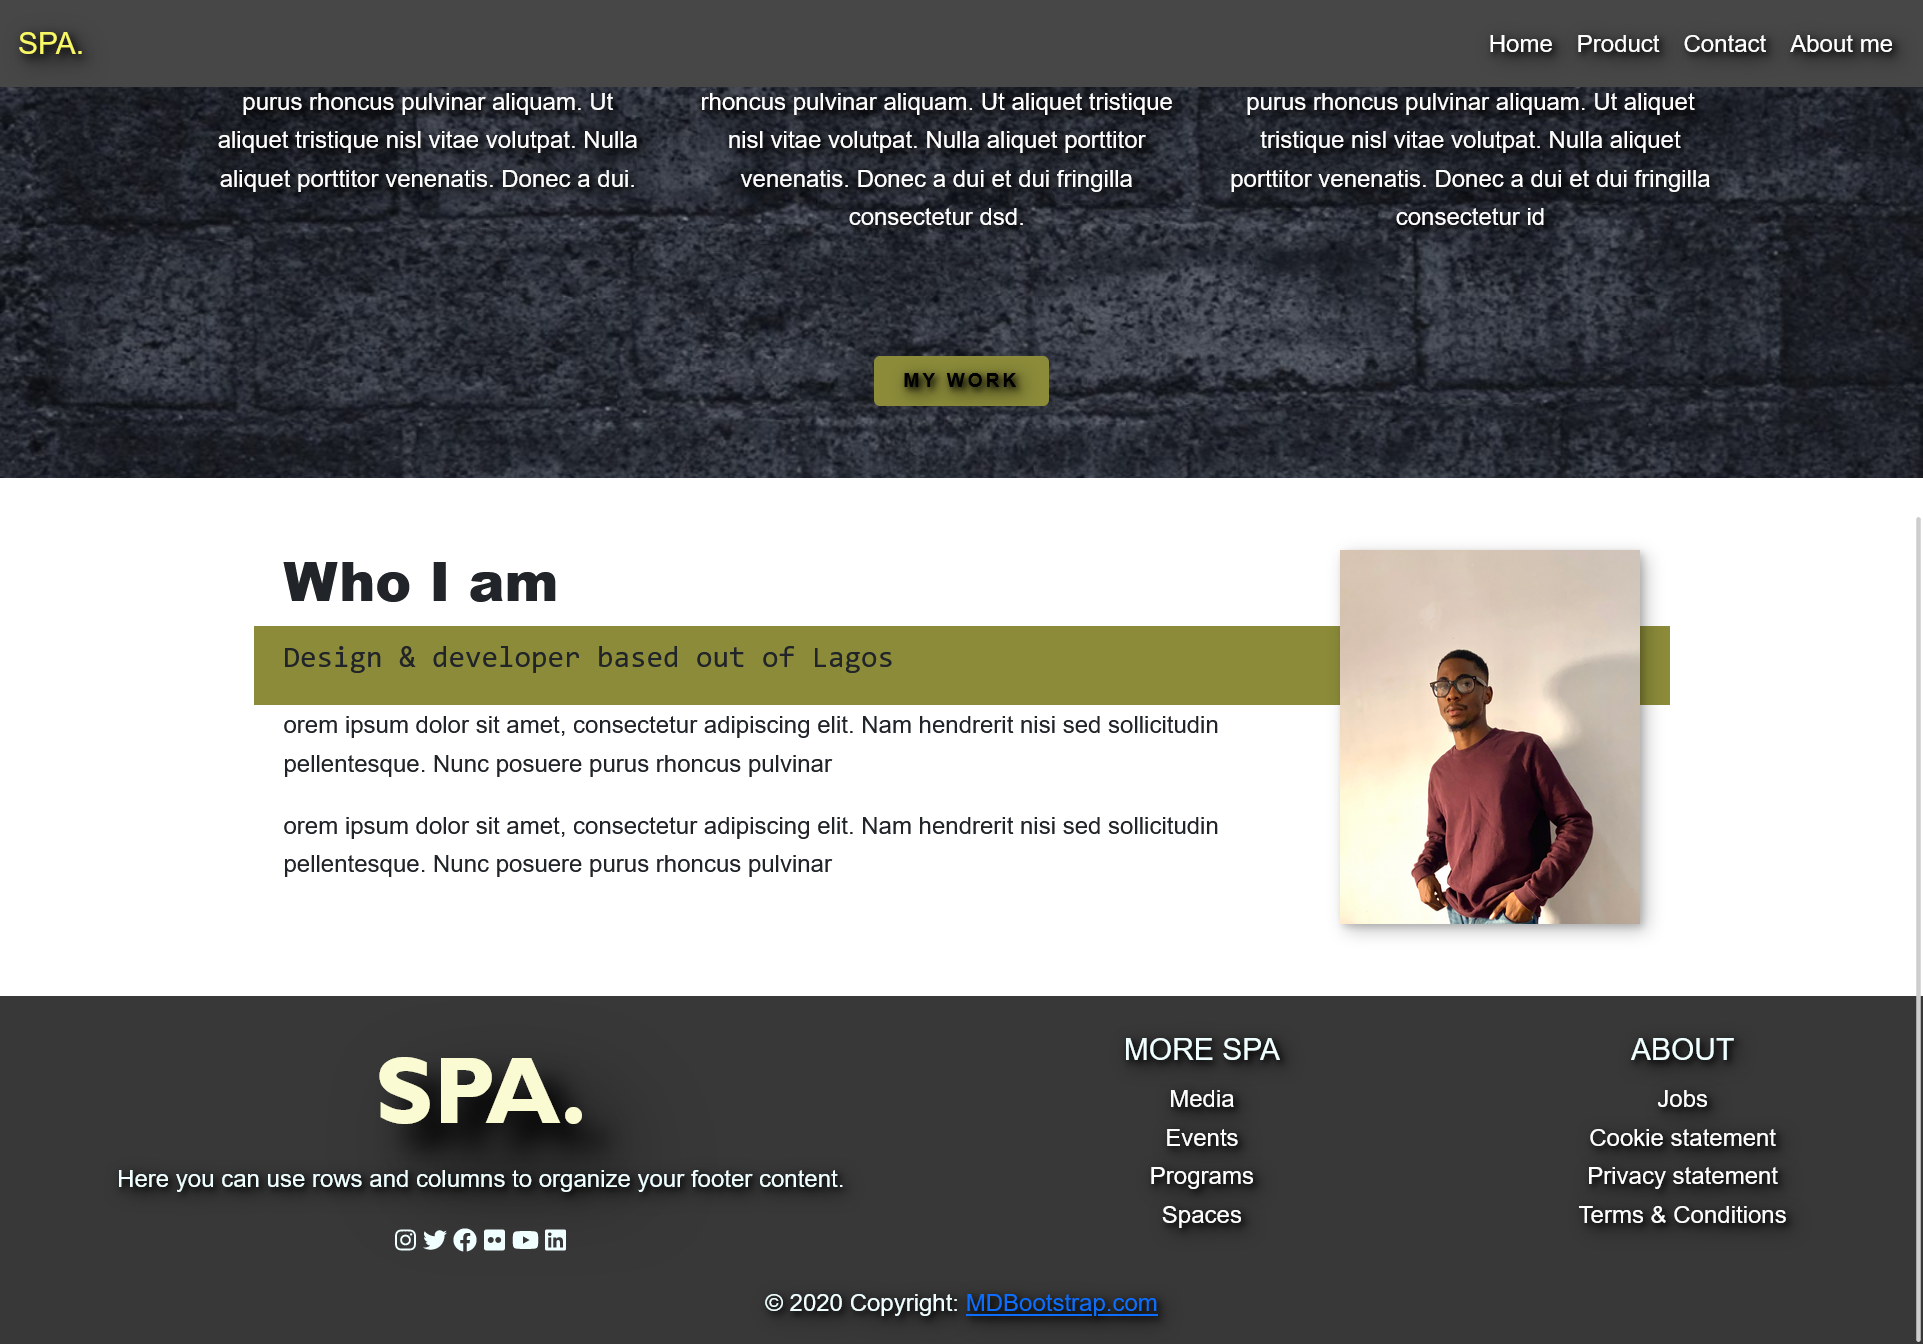 SPA.
Home Product Contact About me
purus rhoncus pulvinar aliquam. Ut
aliquet tristique nisl vitae volutpat. Nulla
aliquet porttitor venenatis. Donec a dui.
rhoncus pulvinar aliquam. Ut aliquet tristique
nisl vitae volutpat. Nulla aliquet porttitor
venenatis. Donec a dui et dui fringilla
consectetur dsd.
purus rhoncus pulvinar aliquam. Ut aliquet
tristique nisl vitae volutpat. Nulla aliquet
porttitor venenatis. Donec a dui et dui fringilla
consectetur id
MY WORK
Who I am
Design & developer based out of Lagos
orem ipsum dolor sit amet, consectetur adipiscing elit. Nam hendrerit nisi sed sollicitudin
pellentesque. Nunc posuere purus rhoncus pulvinar
orem ipsum dolor sit amet, consectetur adipiscing elit. Nam hendrerit nisi sed sollicitudin
pellentesque. Nunc posuere purus rhoncus pulvinar
SPA.
Here you can use rows and columns to organize your footer content.
MORE SPA
Media
Events
Programs
Spaces
ABOUT
Jobs
Cookie statement
Privacy statement
Terms & Conditions
© 2020 Copyright: MDBootstrap.com